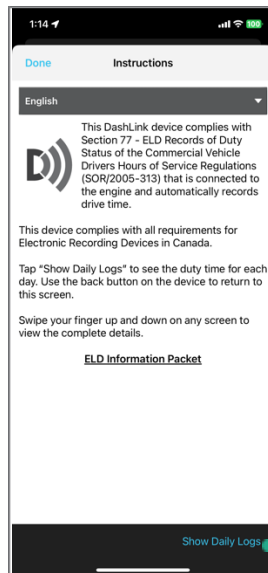 1:14 100
Done Instructions
English
This DashLink device complies with
Section 77 - ELD Records of Duty
Status of the Commercial Vehicle
Drivers Hours of Service Regulations
(SOR/2005-313) that is connected to
the engine and automatically records
drive time.
This device complies with all requirements for
Electronic Recording Devices in Canada.
Tap "Show Daily Logs" to see the duty time for each
day. Use the back button on the device to return to
this screen.
Swipe your finger up and down on any screen to
view the complete details.
ELD Information Packet
Show Daily Logs